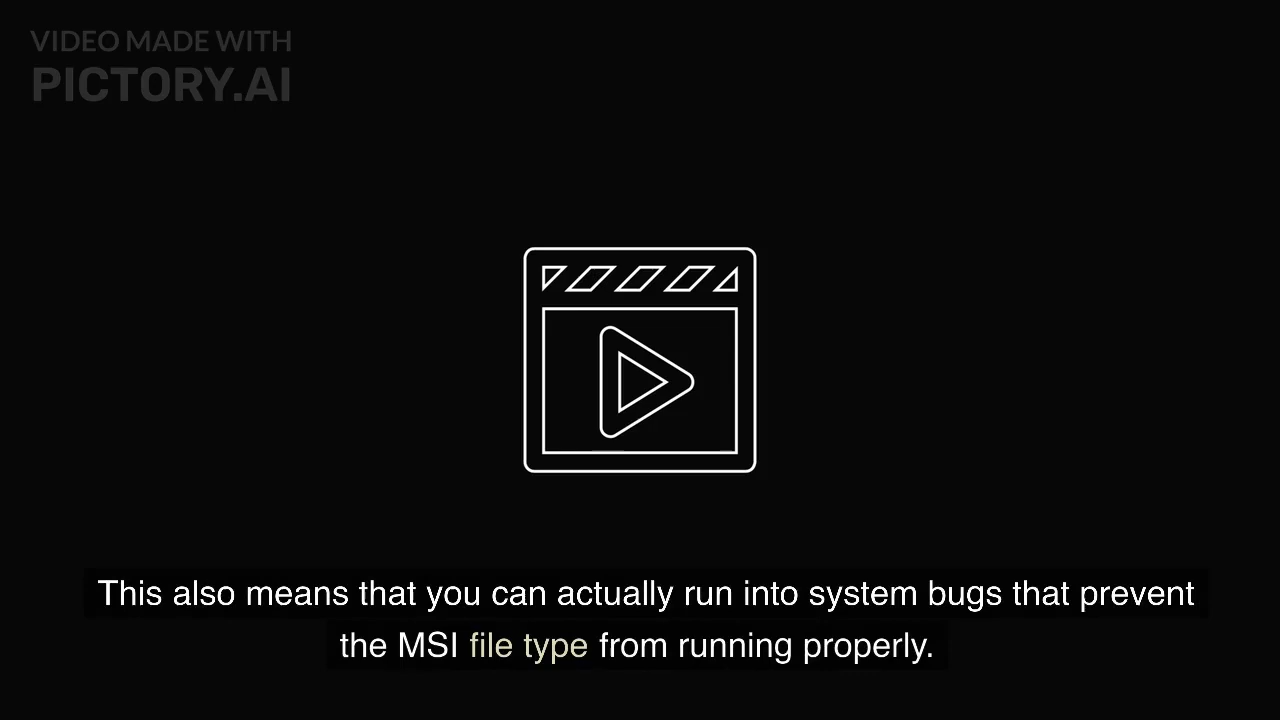 VIDEO MADE WITH
PICTORY.AI
This also means that you can actually run into system bugs that prevent
the MSI file type from running properly.